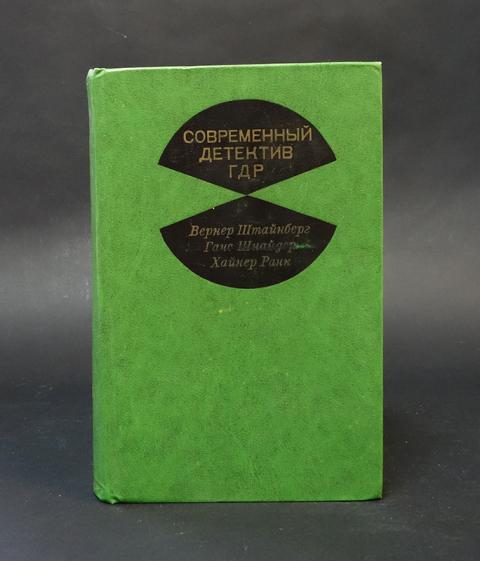 СОВРЕМЕННЫЙ
ДЕТЕКТИВ
ГДР
Вернер Штайнберг
Ганс Шнайдер
Хайнер Ранк